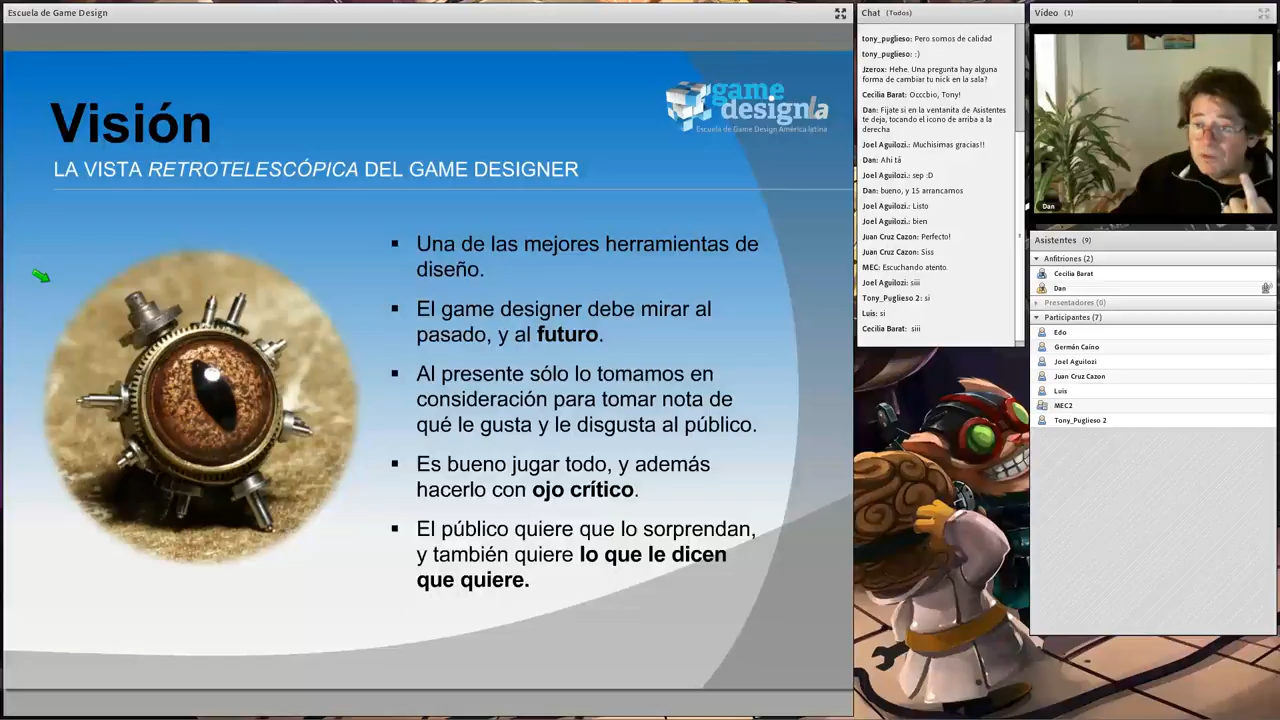 Escuela de Game Design
Visión
LA VISTA RETROTELESCÓPICA DEL GAME DESIGNER
game
designla
Escuela de Game Design América latina
▪ Una de las mejores herramientas de
diseño.
▪ El game designer debe mirar al
pasado, y al futuro.
▪ Al presente sólo lo tomamos en
consideración para tomar nota de
qué le gusta y le disgusta al público.
▪ Es bueno jugar todo, y además
hacerlo con ojo crítico.
▪ El público quiere que lo sorprendan,
y también quiere lo que le dicen
que quiere.
Chat (Todos)
tony_puglieso: Pero somos de calidad
tony_puglieso: :)
Jzerox: Hehe. Una pregunta hay alguna
forma de cambiar tu nick en la sala?
Cecilia Barat: Occcbio, Tony!
Dan: Fijate si en la ventanita de Asistentes
te deja, tocando el icono de arriba a la
derecha
Joel Aguilozi.: Muchisimas gracias!!
Dan: Ahi tá
Joel Aguilozi.: sep :D
Dan: bueno, y 15 arrancamos
Joel Aguilozi.: Listo
Joel Aguilozi.: bien
Juan Cruz Cazon: Perfecto!
Juan Cruz Cazon: Siss
MEC: Escuchando atento.
Joel Aguilozi: siii
Tony_Puglieso 2: si
Luis: si
Cecilia Barat: siii
Vídeo (1)
Dan
Asistentes (9)
Anfitriones (2)
Cecilia Barat
Dan
Presentadores (0)
Participantes (7)
Edo
Germán Caino
Joel Aguilozi
Juan Cruz Cazon
Luis
MEC2
Tony_Puglieso 2